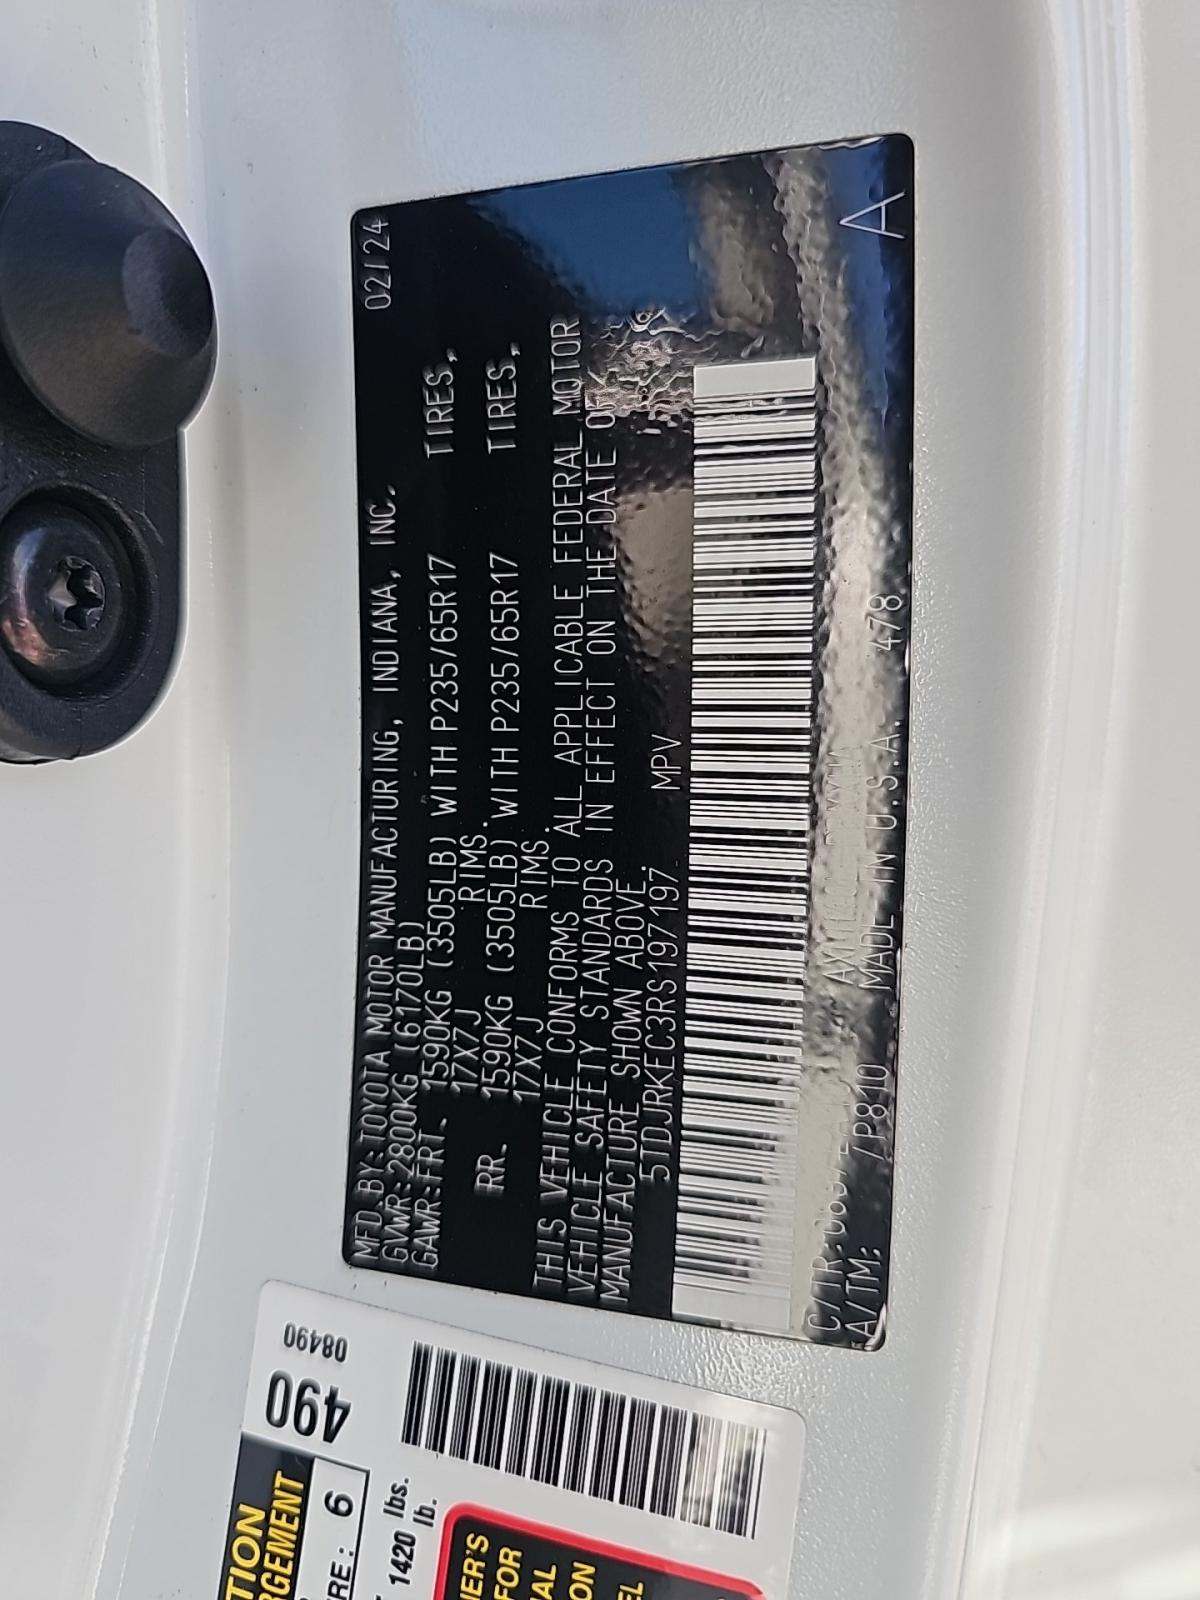 02/24
MFD.BY:TOYOTA MOTOR MANUFACTURING, INDIANA, INC.
GVWR:2800KG (6170LB)
GAWR:FRT. 1590KG (3505LB) WITH P235/65R17 TIRES,
17X7J RIMS.
RR. 1590KG (3505LB) WITH P235/65R17 TIRES,
17X7J RIMS.
THIS VEHICLE CONFORMS TO ALL APPLICABLE FEDERAL MOTOR
VEHICLE SAFETY STANDARDS IN EFFECT ON THE DATE OF
MANUFACTURE SHOWN ABOVE.
5TDJRKEC3RS197197 MPV
C/TR:
A/TM: /P810 MADE IN U.S.A. 478 A
490
08490
6
1420 lbs.
lb.
FOR